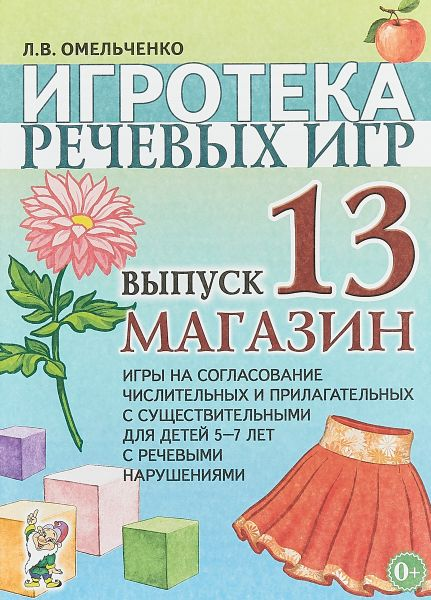 Л.В. ОМЕЛЬЧЕНКО
ИГРОТЕКА
РЕЧЕВЫХ ИГР
ВЫПУСК 13
МАГАЗИН
ИГРЫ НА СОГЛАСОВАНИЕ
ЧИСЛИТЕЛЬНЫХ И ПРИЛАГАТЕЛЬНЫХ
С СУЩЕСТВИТЕЛЬНЫМИ
ДЛЯ ДЕТЕЙ 5–7 ЛЕТ
С РЕЧЕВЫМИ
НАРУШЕНИЯМИ
0+